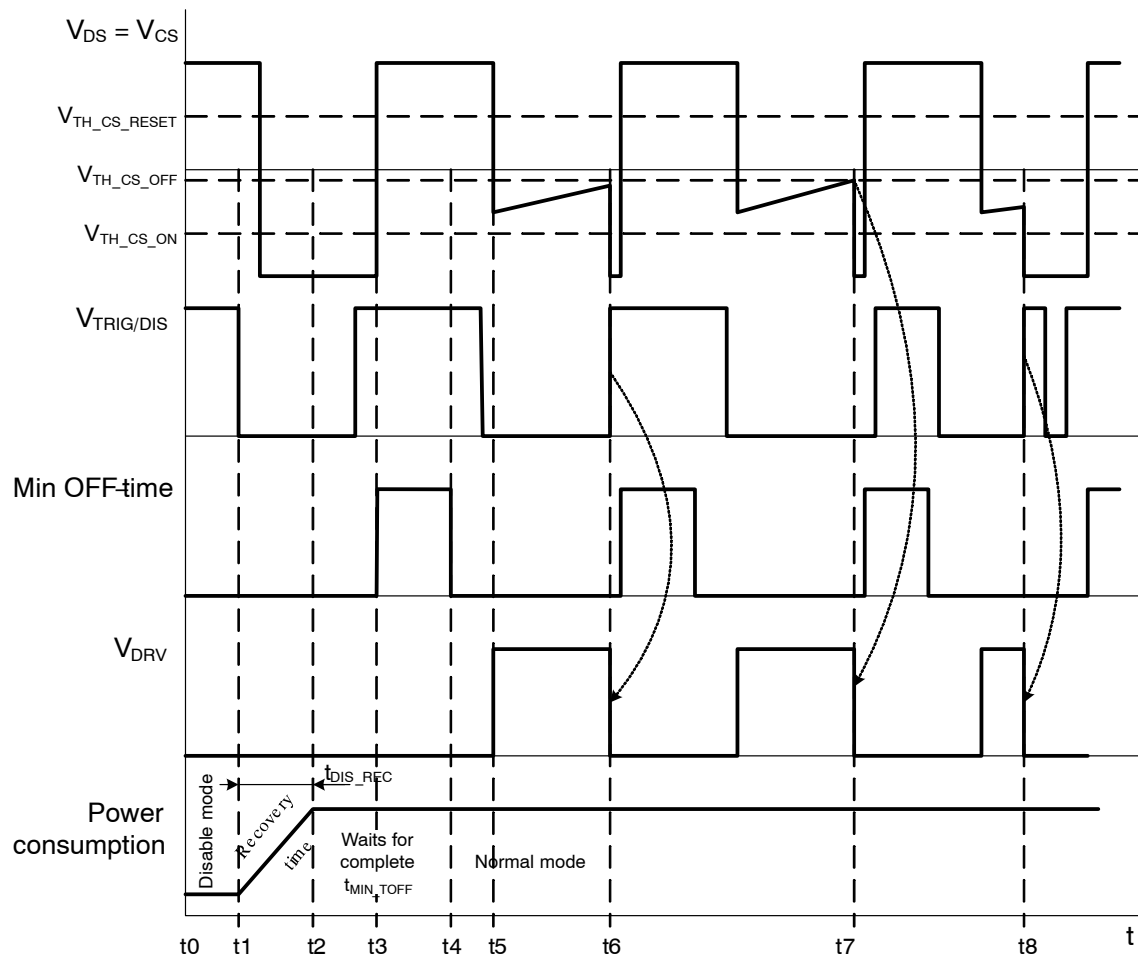 VDS = VCS
VTH_CS_RESET
VTH_CS_OFF
VTH_CS_ON
VTRIG/DIS
Min OFF-time
VDRV
Power
consumption
Disable mode
Recovery
time
tDIS_REC
Waits for
complete
tMIN_TOFF
Normal mode
t0 t1 t2 t3 t4 t5 t6 t7 t8 t